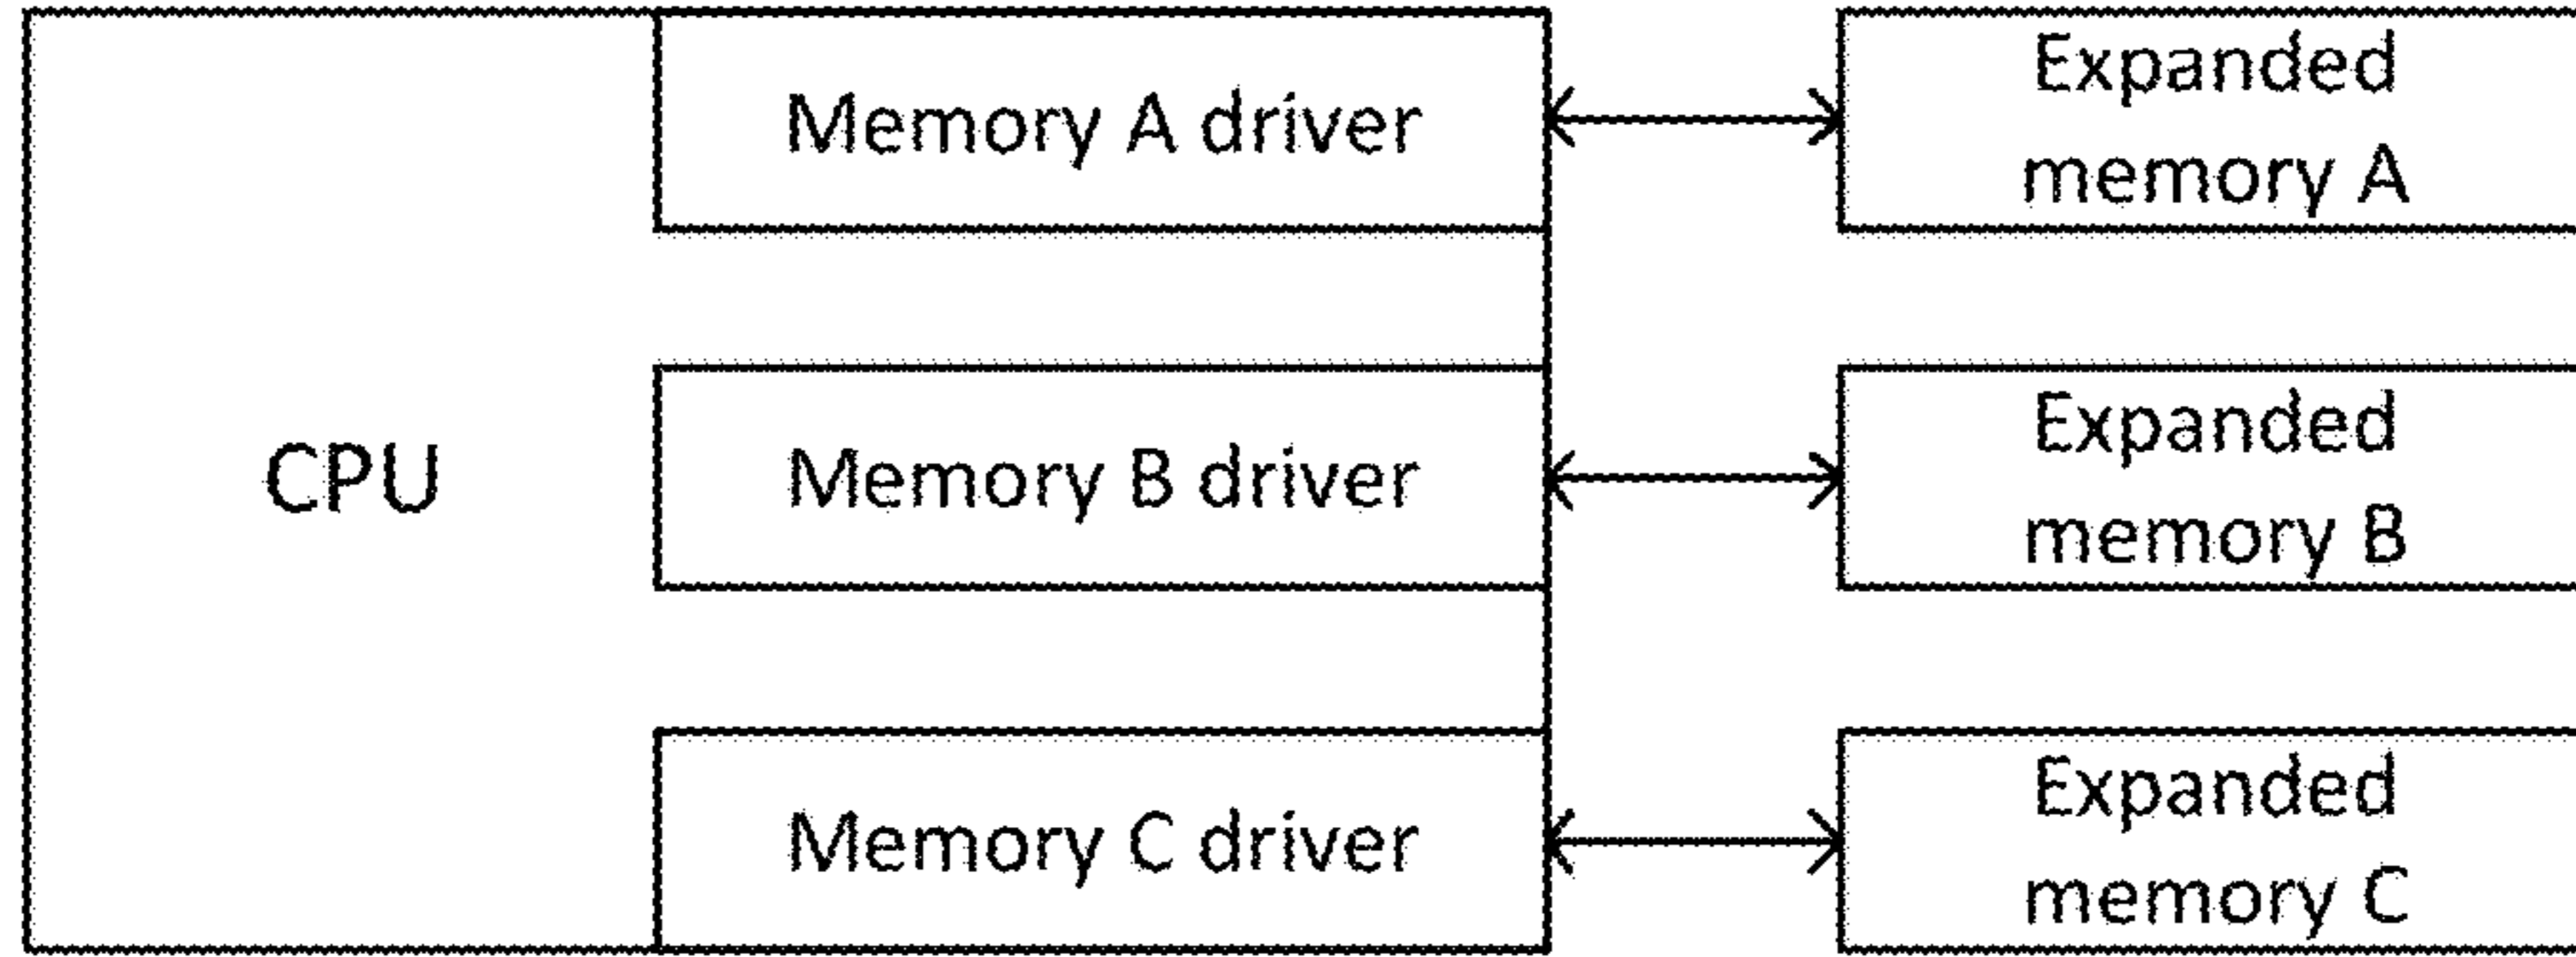 Memory A driver
Expanded
memory A
CPU
Memory B driver
Expanded
memory B
Memory C driver
Expanded
memory C